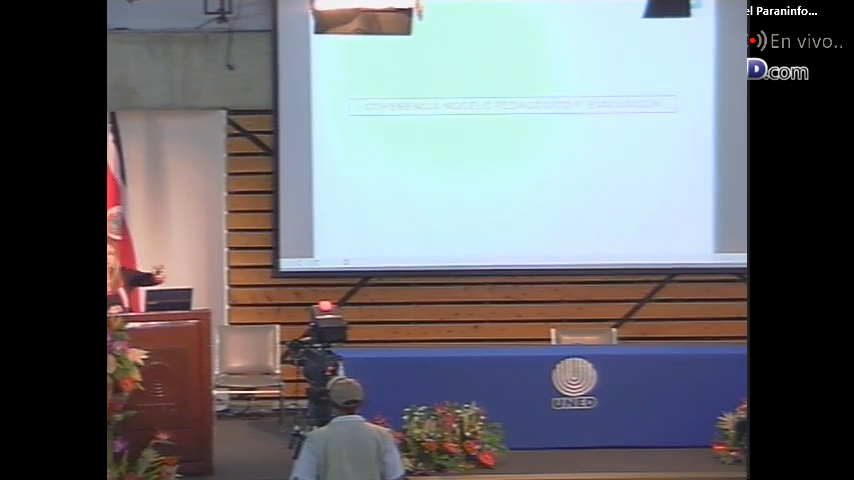 el Paraninfo...
En vivo..
D.com
COHERENCIA MODELO PEDAGOGICO Y EVALUACION
UNED